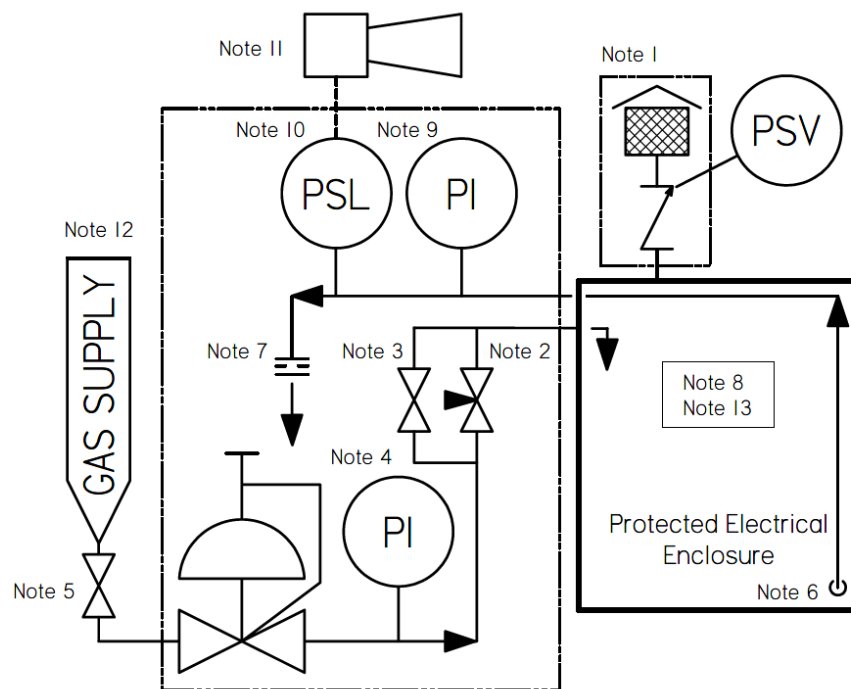 Note 11
Note 1
PSV
Note 10
Note 9
PSL
PI
Note 12
GAS SUPPLY
Note 7
Note 3
Note 2
Note 8
Note 13
Note 4
PI
Protected Electrical
Enclosure
Note 5
Note 6